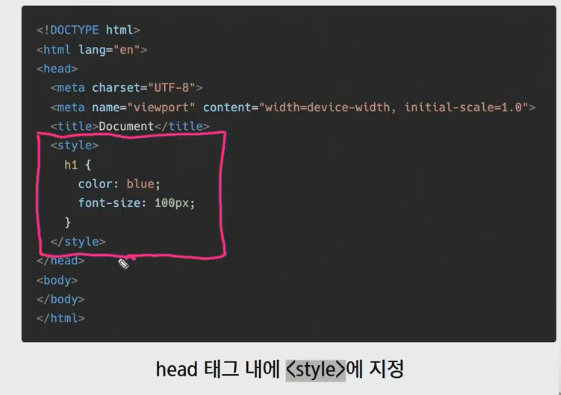 <!DOCTYPE html>
<html lang="en">
<head>
<meta charset="UTF-8">
<meta name="viewport" content="width=device-width, initial-scale=1.0">
<title>Document</title>
<style>
h1 {
color: blue;
font-size: 100px;
}
</style>
</head>
<body>
</body>
</html>
head 태그 내에 <style>에 지정